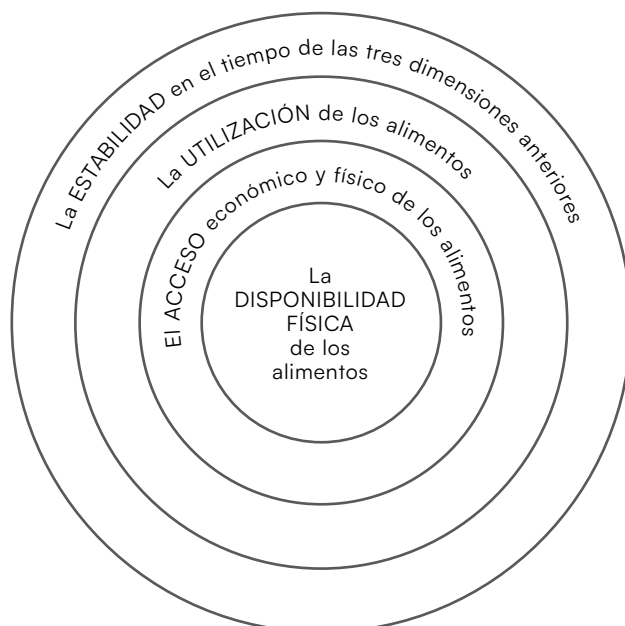 La ESTABILIDAD en el tiempo de las tres dimensiones anteriores
La UTILIZACIÓN de los alimentos
El ACCESO económico y físico de los alimentos
La
DISPONIBILIDAD
FÍSICA
de los
alimentos